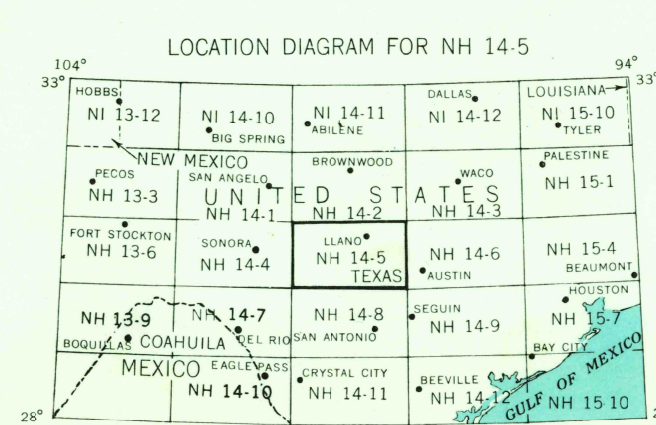 LOCATION DIAGRAM FOR NH 14-5
104° 94°
33° 33°
HOBBS DALLAS LOUISIANA
NI 13-12 NI 14-10 NI 14-11 NI 14-12 NI 15-10
BIG SPRING ABILENE TYLER
NEW MEXICO BROWNWOOD PALESTINE
PECOS SAN ANGELO WACO
NH 13-3 UNITED STATES NH 15-1
NH 14-1 NH 14-2 NH 14-3
FORT STOCKTON SONORA LLANO NH 14-6 NH 15-4
NH 13-6 NH 14-4 NH 14-5 AUSTIN BEAUMONT
TEXAS
HOUSTON
NH 13-9 NH 14-7 NH 14-8 SEGUIN NH 15-7
BOQUILLAS COAHUILA DEL RIO SAN ANTONIO NH 14-9 BAY CITY
MEXICO EAGLE PASS CRYSTAL CITY BEEVILLE GULF OF MEXICO
NH 14-10 NH 14-11 NH 14-12 NH 15-10
28°